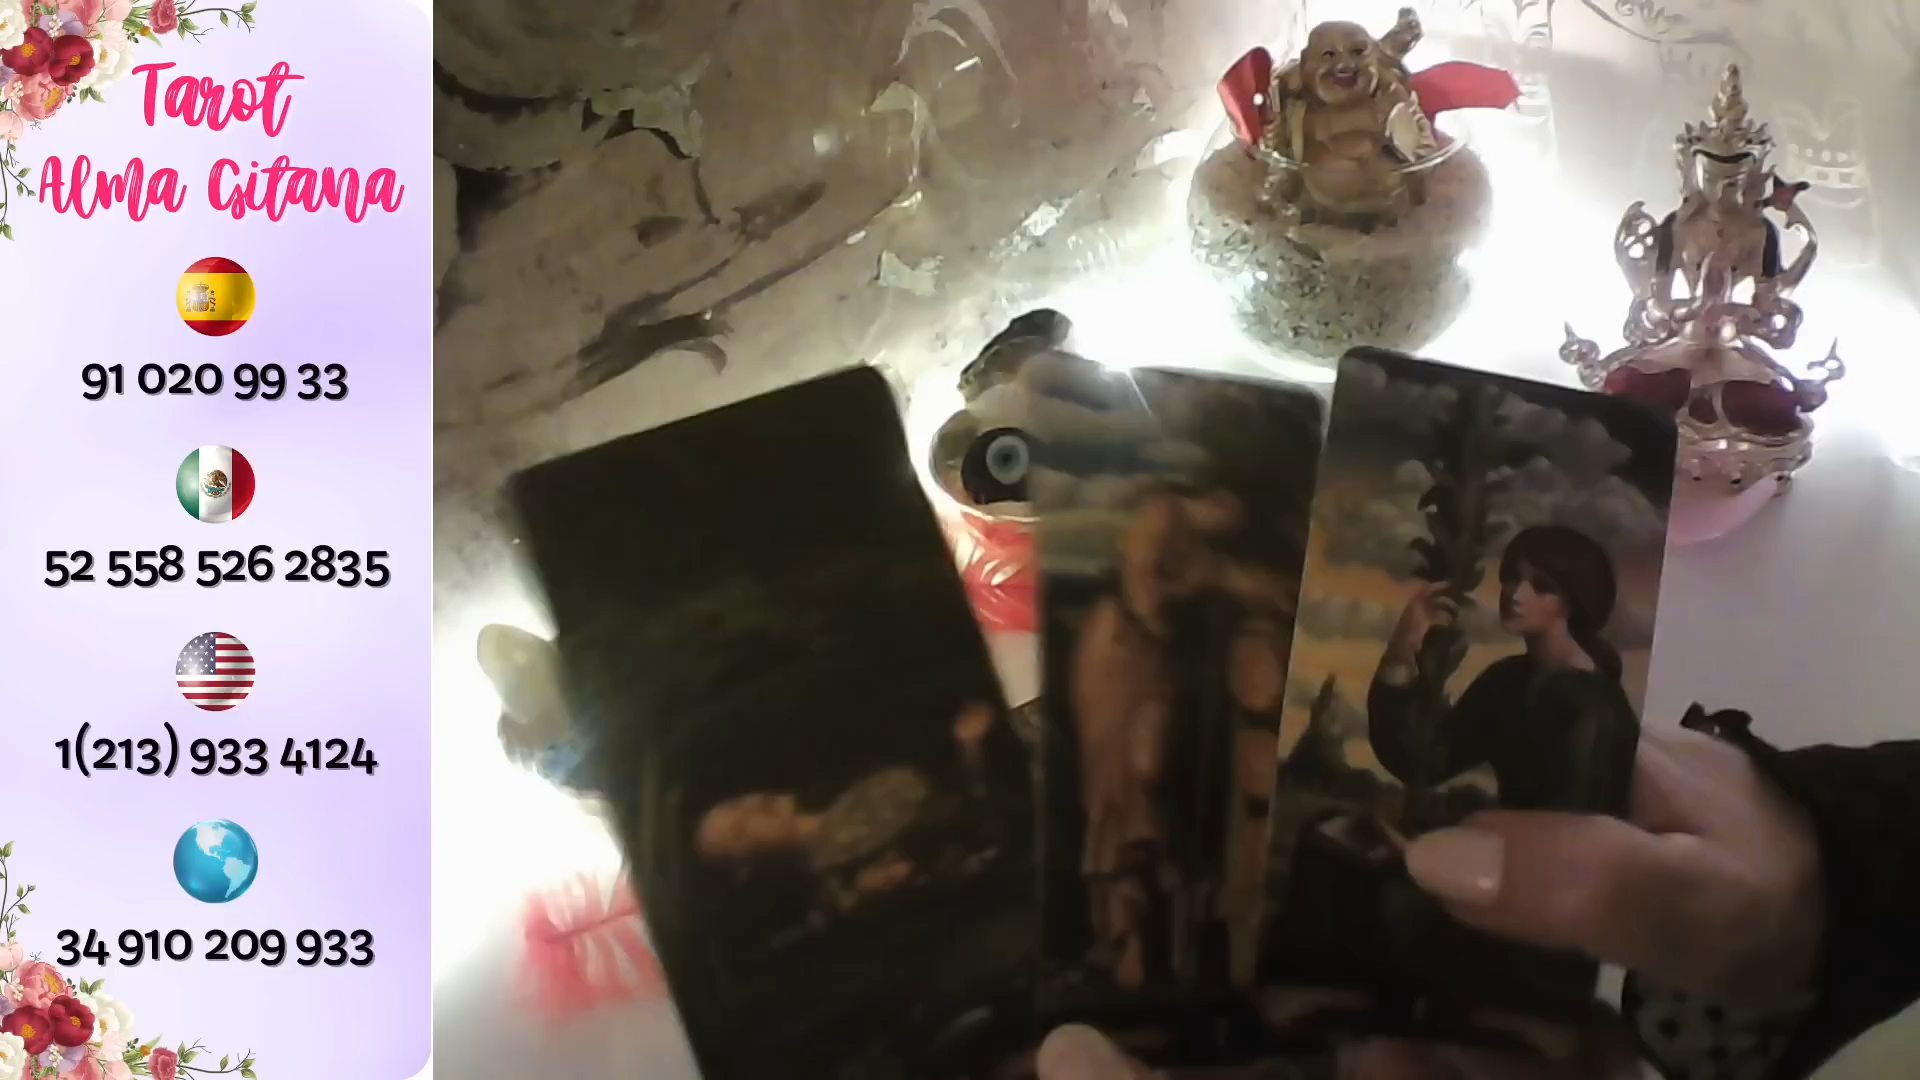 Tarot
Alma Gitana
91 020 99 33
52 558 526 2835
1(213) 933 4124
34 910 209 933